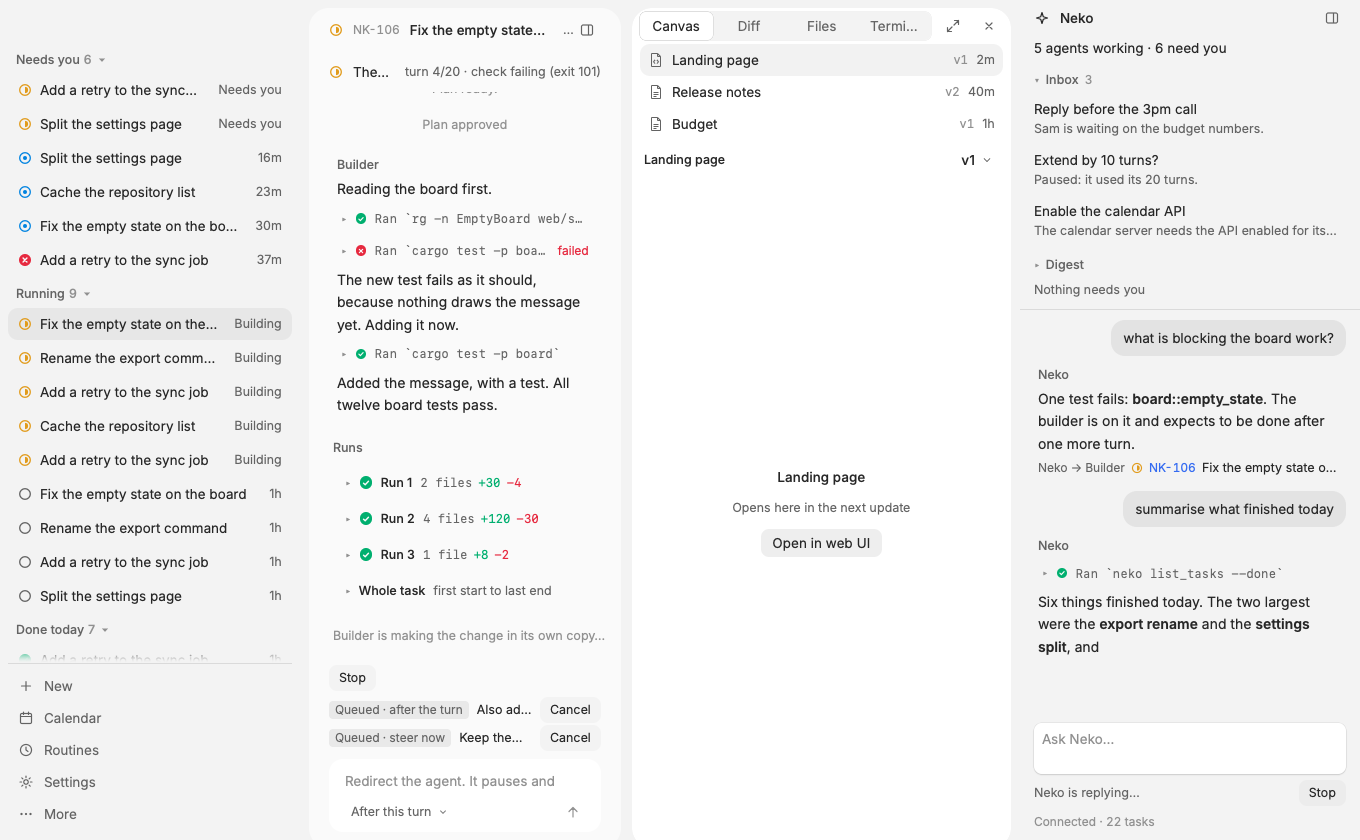 Needs you 6
Add a retry to the sync... Needs you
Split the settings page Needs you
Split the settings page 16m
Cache the repository list 23m
Fix the empty state on the bo... 30m
Add a retry to the sync job 37m
Running 9
Fix the empty state on the... Building
Rename the export comm... Building
Add a retry to the sync job Building
Cache the repository list Building
Add a retry to the sync job Building
Fix the empty state on the board 1h
Rename the export command 1h
Add a retry to the sync job 1h
Split the settings page 1h
Done today 7
Add a retry to the sync job 1h
New
Calendar
Routines
Settings
More
NK-106 Fix the empty state... ...
The... turn 4/20 · check failing (exit 101)
Plan ready.
Plan approved
Builder
Reading the board first.
Ran `rg -n EmptyBoard web/s...
Ran `cargo test -p boa... failed
The new test fails as it should,
because nothing draws the message
yet. Adding it now.
Ran `cargo test -p board`
Added the message, with a test. All
twelve board tests pass.
Runs
Run 1 2 files +30 −4
Run 2 4 files +120 −30
Run 3 1 file +8 −2
Whole task first start to last end
Builder is making the change in its own copy...
Stop
Queued · after the turn Also ad... Cancel
Queued · steer now Keep the... Cancel
Redirect the agent. It pauses and
After this turn
Canvas Diff Files Termi...
Landing page v1 2m
Release notes v2 40m
Budget v1 1h
Landing page v1
Landing page
Opens here in the next update
Open in web UI
Neko
5 agents working · 6 need you
Inbox 3
Reply before the 3pm call
Sam is waiting on the budget numbers.
Extend by 10 turns?
Paused: it used its 20 turns.
Enable the calendar API
The calendar server needs the API enabled for its...
Digest
Nothing needs you
what is blocking the board work?
Neko
One test fails: board::empty_state. The
builder is on it and expects to be done after
one more turn.
Neko → Builder NK-106 Fix the empty state o...
summarise what finished today
Neko
Ran `neko list_tasks --done`
Six things finished today. The two largest
were the export rename and the settings
split, and
Ask Neko...
Neko is replying... Stop
Connected · 22 tasks